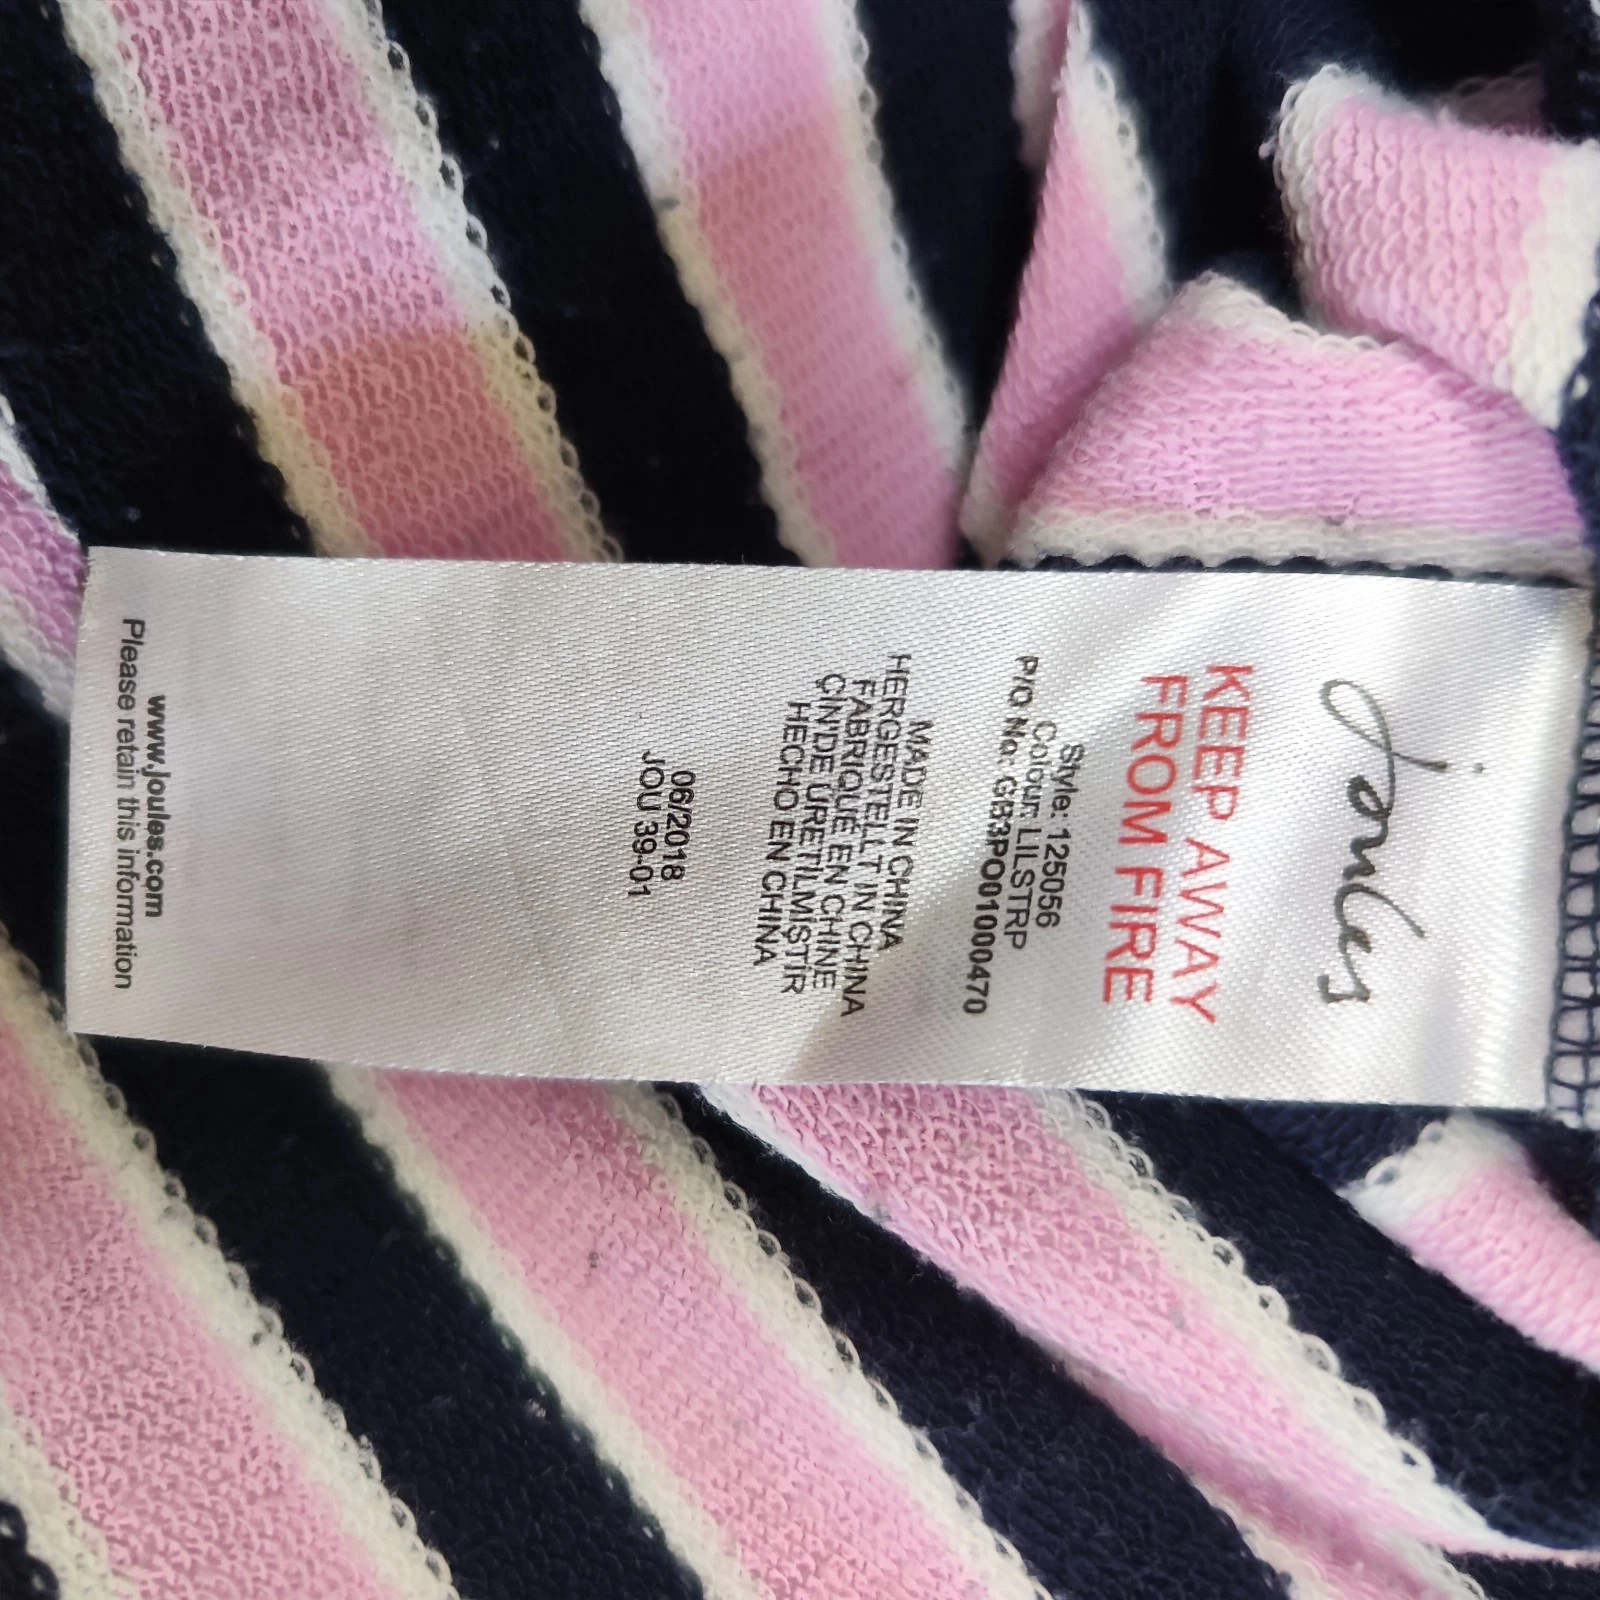 Joules
KEEP AWAY
FROM FIRE
Style: 125056
Colour: LILSTRP
P/O No: GB3PO01000470
MADE IN CHINA
HERGESTELLT IN CHINA
FABRIQUÉ EN CHINE
ÇIN'DE ÜRETİLMİŞTİR
HECHO EN CHINA
06/2018
JOU 39-01
www.joules.com
Please retain this information